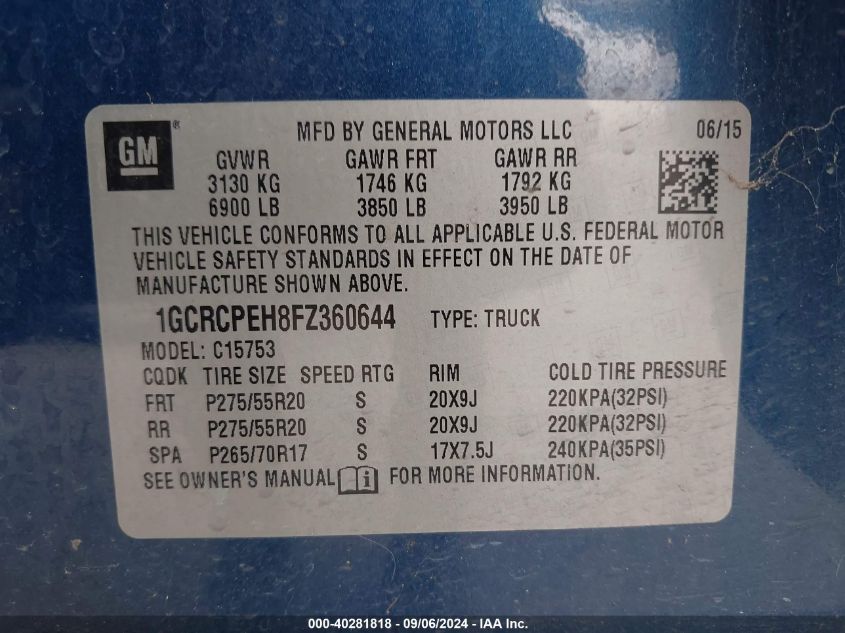 GM ®
MFD BY GENERAL MOTORS LLC 06/15
GVWR GAWR FRT GAWR RR
3130 KG 1746 KG 1792 KG
6900 LB 3850 LB 3950 LB
THIS VEHICLE CONFORMS TO ALL APPLICABLE U.S. FEDERAL MOTOR
VEHICLE SAFETY STANDARDS IN EFFECT ON THE DATE OF
MANUFACTURE SHOWN ABOVE.
1GCRCPEH8FZ360644 TYPE: TRUCK
MODEL: C15753
CQDK TIRE SIZE SPEED RTG RIM COLD TIRE PRESSURE
FRT P275/55R20 S 20X9J 220KPA(32PSI)
RR P275/55R20 S 20X9J 220KPA(32PSI)
SPA P265/70R17 S 17X7.5J 240KPA(35PSI)
SEE OWNER'S MANUAL i FOR MORE INFORMATION.
000-40281818 - 09/06/2024 - IAA Inc.